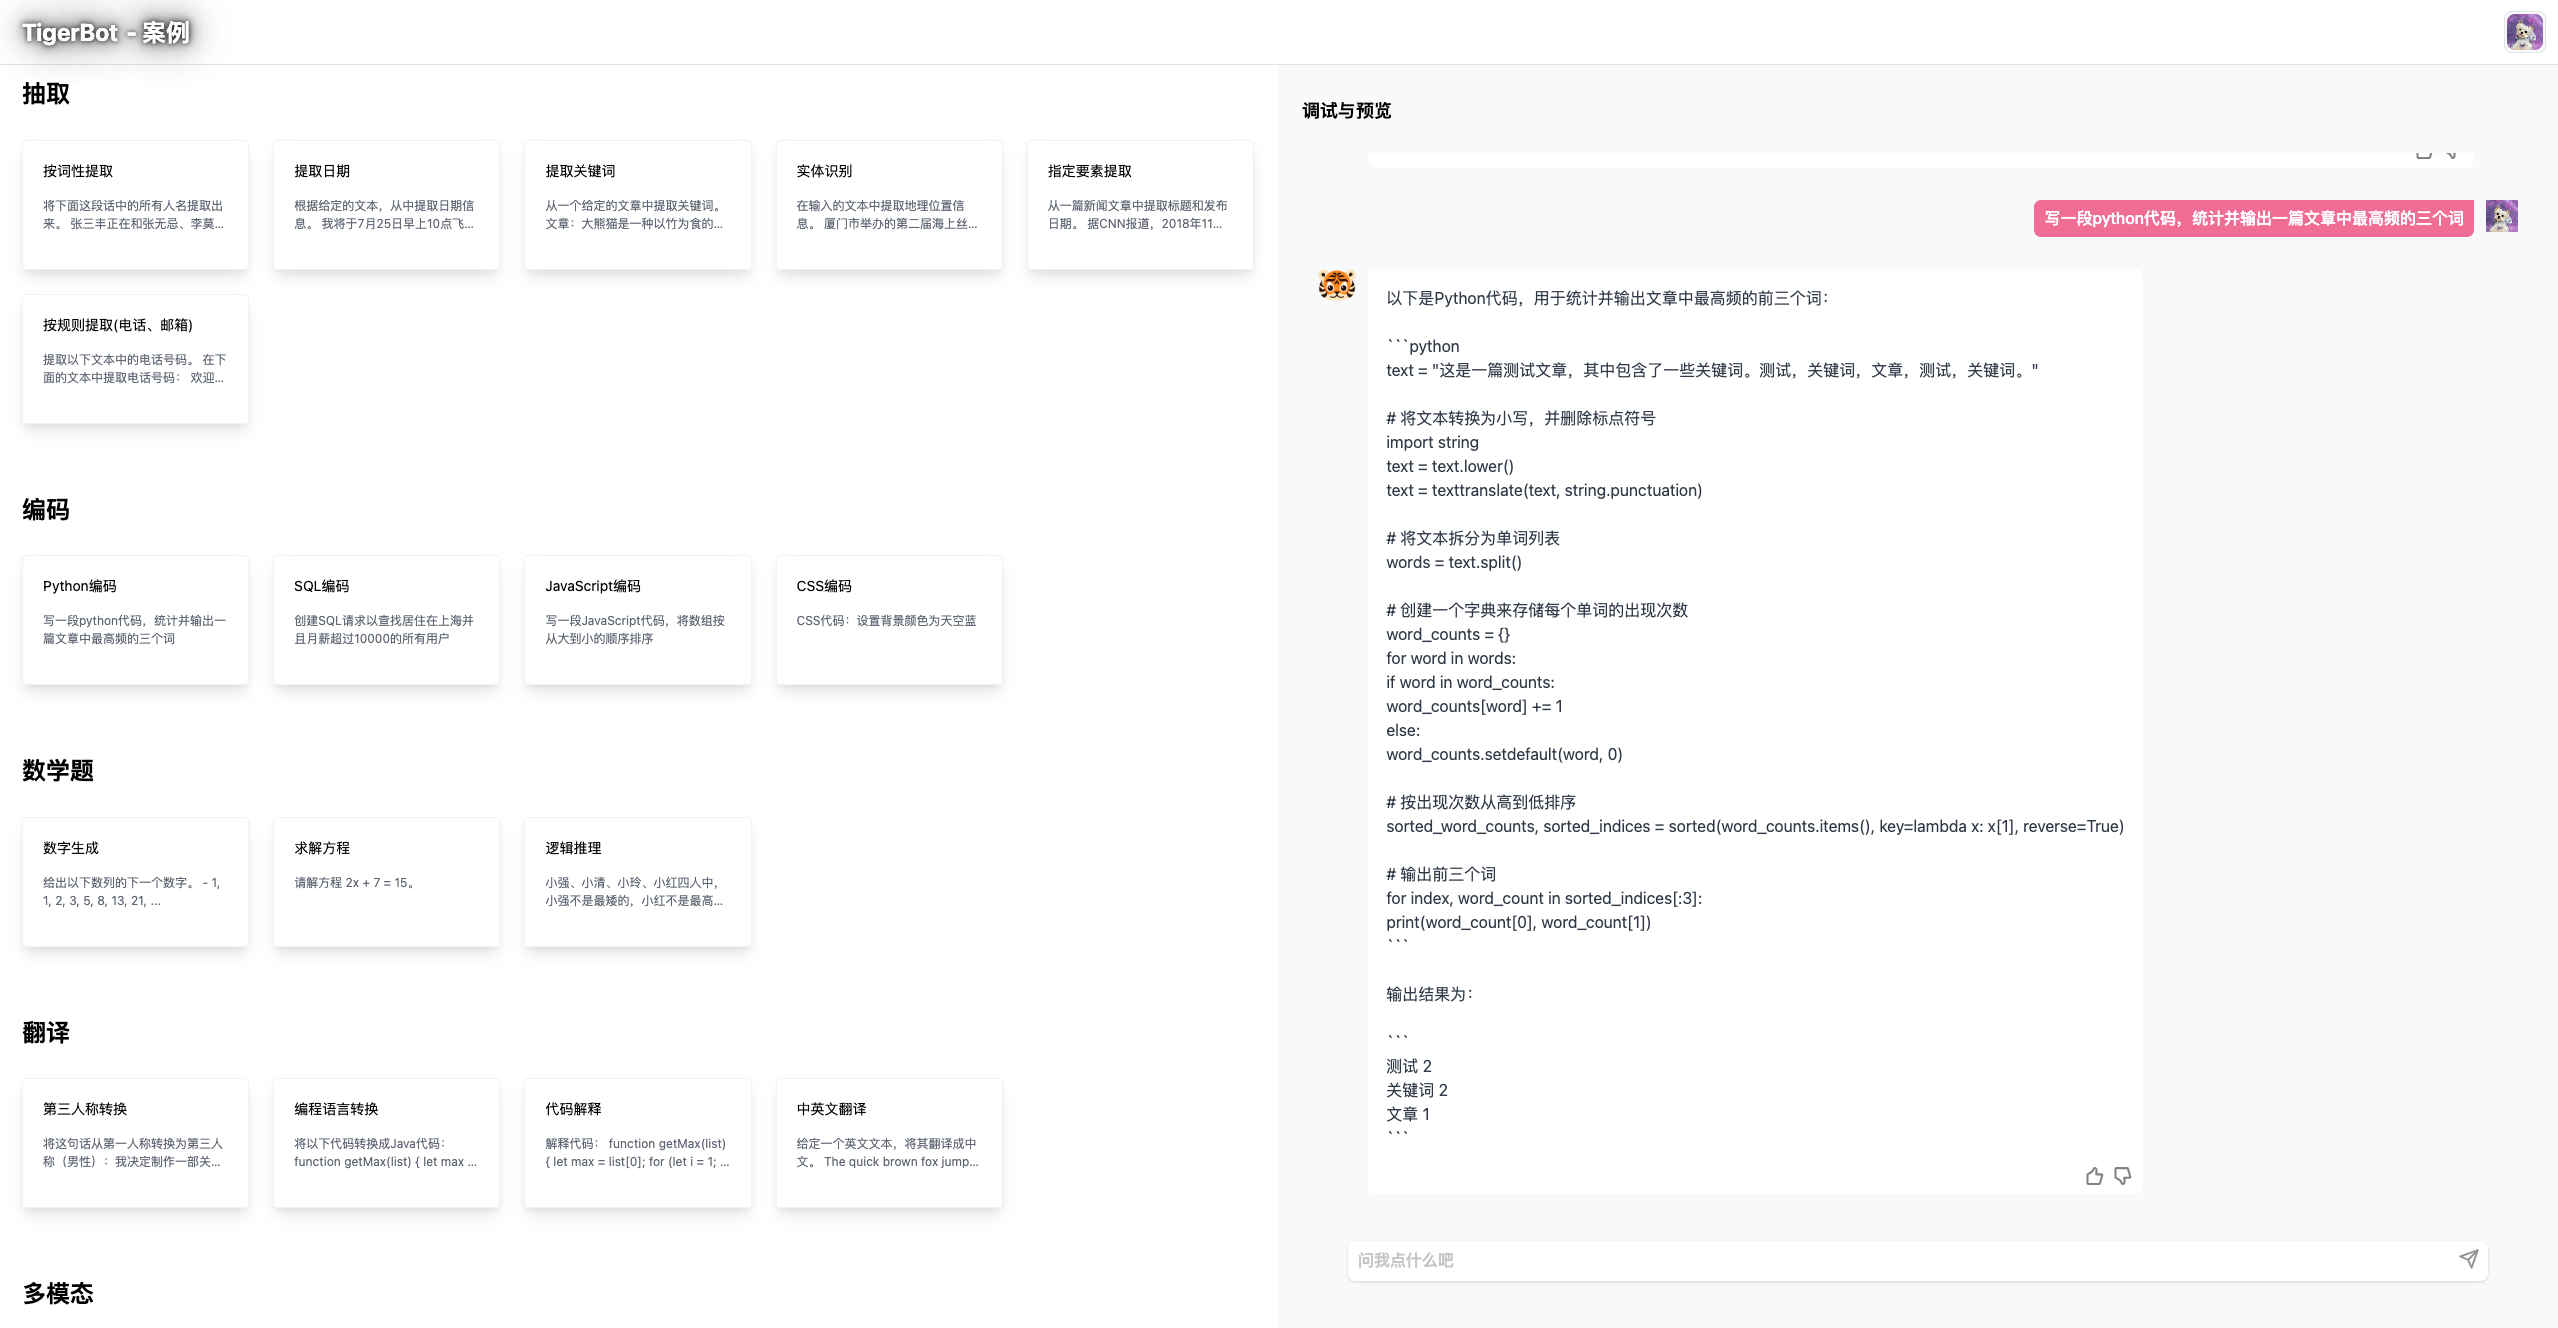 TigerBot - 案例
抽取
按词性提取
将下面这段话中的所有人名提取出
来。 张三丰正在和张无忌、李莫...
提取日期
根据给定的文本，从中提取日期信
息。 我将于7月25日早上10点飞...
提取关键词
从一个给定的文章中提取关键词。
文章：大熊猫是一种以竹为食的...
实体识别
在输入的文本中提取地理位置信
息。 厦门市举办的第二届海上丝...
指定要素提取
从一篇新闻文章中提取标题和发布
日期。 据CNN报道，2018年11...
按规则提取(电话、邮箱)
提取以下文本中的电话号码。 在下
面的文本中提取电话号码： 欢迎...
编码
Python编码
写一段python代码，统计并输出一
篇文章中最高频的三个词
SQL编码
创建SQL请求以查找居住在上海并
且月薪超过10000的所有用户
JavaScript编码
写一段JavaScript代码，将数组按
从大到小的顺序排序
CSS编码
CSS代码：设置背景颜色为天空蓝
数学题
数字生成
给出以下数列的下一个数字。 - 1,
1, 2, 3, 5, 8, 13, 21, ...
求解方程
请解方程 2x + 7 = 15。
逻辑推理
小强、小清、小玲、小红四人中，
小强不是最矮的，小红不是最高...
翻译
第三人称转换
将这句话从第一人称转换为第三人
称（男性）：我决定制作一部关...
编程语言转换
将以下代码转换成Java代码：
function getMax(list) { let max ...
代码解释
解释代码： function getMax(list)
{ let max = list[0]; for (let i = 1; ...
中英文翻译
给定一个英文文本，将其翻译成中
文。 The quick brown fox jump...
多模态
调试与预览
写一段python代码，统计并输出一篇文章中最高频的三个词
以下是Python代码，用于统计并输出文章中最高频的前三个词：
```python
text = "这是一篇测试文章，其中包含了一些关键词。测试，关键词，文章，测试，关键词。"
# 将文本转换为小写，并删除标点符号
import string
text = text.lower()
text = texttranslate(text, string.punctuation)
# 将文本拆分为单词列表
words = text.split()
# 创建一个字典来存储每个单词的出现次数
word_counts = {}
for word in words:
if word in word_counts:
word_counts[word] += 1
else:
word_counts.setdefault(word, 0)
# 按出现次数从高到低排序
sorted_word_counts, sorted_indices = sorted(word_counts.items(), key=lambda x: x[1], reverse=True)
# 输出前三个词
for index, word_count in sorted_indices[:3]:
print(word_count[0], word_count[1])
```
输出结果为：
```
测试 2
关键词 2
文章 1
```
问我点什么吧